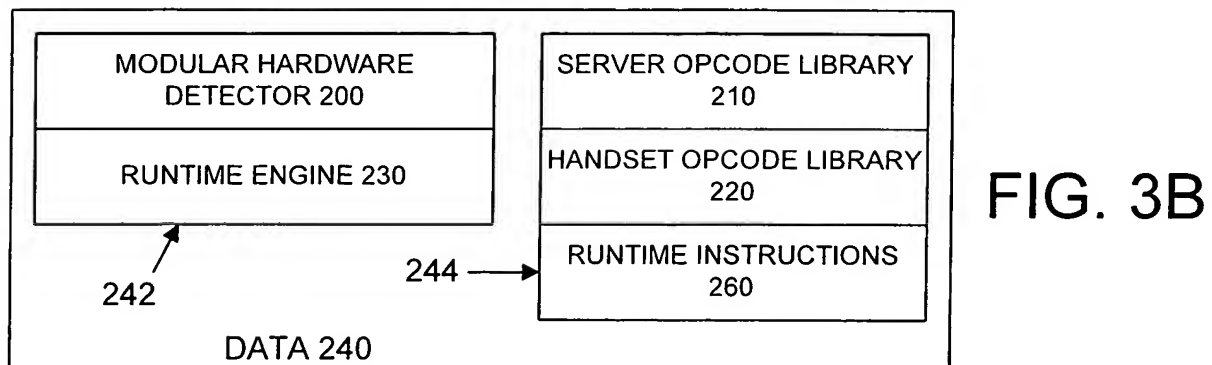 MODULAR HARDWARE
DETECTOR 200
RUNTIME ENGINE 230
242
SERVER OPCODE LIBRARY
210
HANDSET OPCODE LIBRARY
220
RUNTIME INSTRUCTIONS
260
244
DATA 240
FIG. 3B